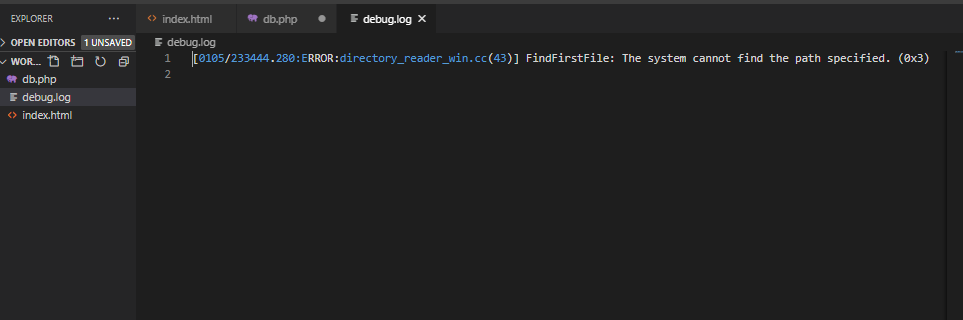 EXPLORER ···
index.html
db.php
debug.log
OPEN EDITORS 1 UNSAVED
debug.log
WOR...
1 [0105/233444.280:ERROR:directory_reader_win.cc(43)] FindFirstFile: The system cannot find the path specified. (0x3)
2
db.php
debug.log
index.html